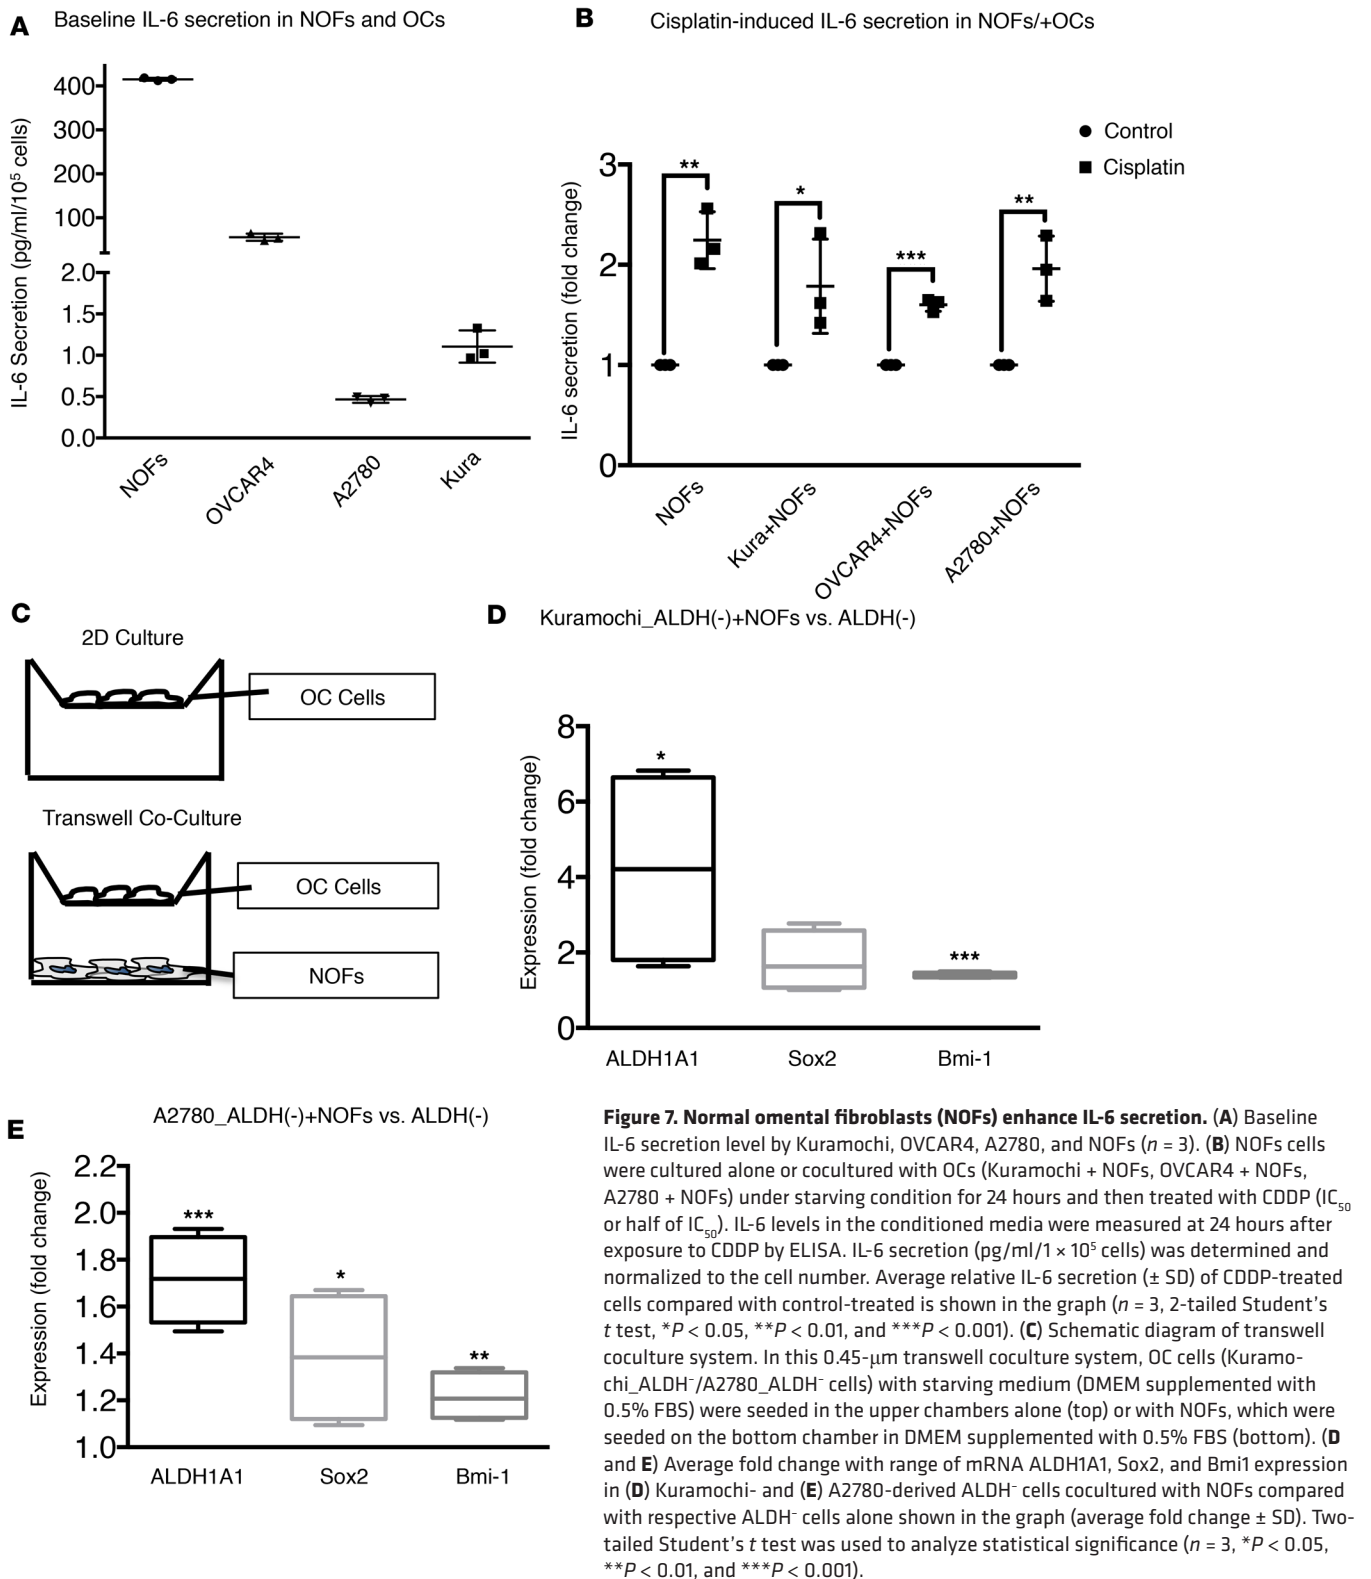 A
Baseline IL-6 secretion in NOFs and OCs
IL-6 Secretion (pg/ml/10⁵ cells)
400
300
200
100
2.0
1.5
1.0
0.5
0.0
NOFs
OVCAR4
A2780
Kura
B
Cisplatin-induced IL-6 secretion in NOFs/+OCs
Control
Cisplatin
IL-6 secretion (fold change)
3
2
1
0
**
*
***
**
NOFs
Kura+NOFs
OVCAR4+NOFs
A2780+NOFs
C
2D Culture
OC Cells
Transwell Co-Culture
OC Cells
NOFs
D
Kuramochi_ALDH(-)+NOFs vs. ALDH(-)
Expression (fold change)
8
6
4
2
0
*
***
ALDH1A1
Sox2
Bmi-1
E
A2780_ALDH(-)+NOFs vs. ALDH(-)
Expression (fold change)
2.2
2.0
1.8
1.6
1.4
1.2
1.0
***
*
**
ALDH1A1
Sox2
Bmi-1
Figure 7. Normal omental fibroblasts (NOFs) enhance IL-6 secretion. (A) Baseline
IL-6 secretion level by Kuramochi, OVCAR4, A2780, and NOFs (n = 3). (B) NOFs cells
were cultured alone or cocultured with OCs (Kuramochi + NOFs, OVCAR4 + NOFs,
A2780 + NOFs) under starving condition for 24 hours and then treated with CDDP (IC₅₀
or half of IC₅₀). IL-6 levels in the conditioned media were measured at 24 hours after
exposure to CDDP by ELISA. IL-6 secretion (pg/ml/1 × 10⁵ cells) was determined and
normalized to the cell number. Average relative IL-6 secretion (± SD) of CDDP-treated
cells compared with control-treated is shown in the graph (n = 3, 2-tailed Student's
t test, *P < 0.05, **P < 0.01, and ***P < 0.001). (C) Schematic diagram of transwell
coculture system. In this 0.45-μm transwell coculture system, OC cells (Kuramo-
chi_ALDH⁻/A2780_ALDH⁻ cells) with starving medium (DMEM supplemented with
0.5% FBS) were seeded in the upper chambers alone (top) or with NOFs, which were
seeded on the bottom chamber in DMEM supplemented with 0.5% FBS (bottom). (D
and E) Average fold change with range of mRNA ALDH1A1, Sox2, and Bmi1 expression
in (D) Kuramochi- and (E) A2780-derived ALDH⁻ cells cocultured with NOFs compared
with respective ALDH⁻ cells alone shown in the graph (average fold change ± SD). Two-
tailed Student's t test was used to analyze statistical significance (n = 3, *P < 0.05,
**P < 0.01, and ***P < 0.001).